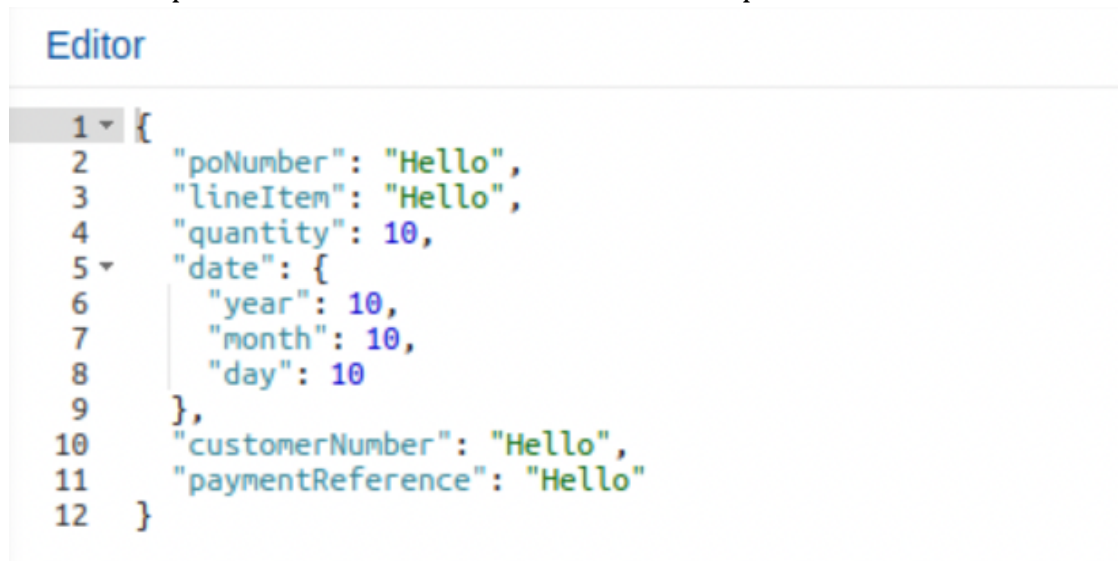 Editor
1 {
2 "poNumber": "Hello",
3 "lineItem": "Hello",
4 "quantity": 10,
5 "date": {
6 "year": 10,
7 "month": 10,
8 "day": 10
9 },
10 "customerNumber": "Hello",
11 "paymentReference": "Hello"
12 }